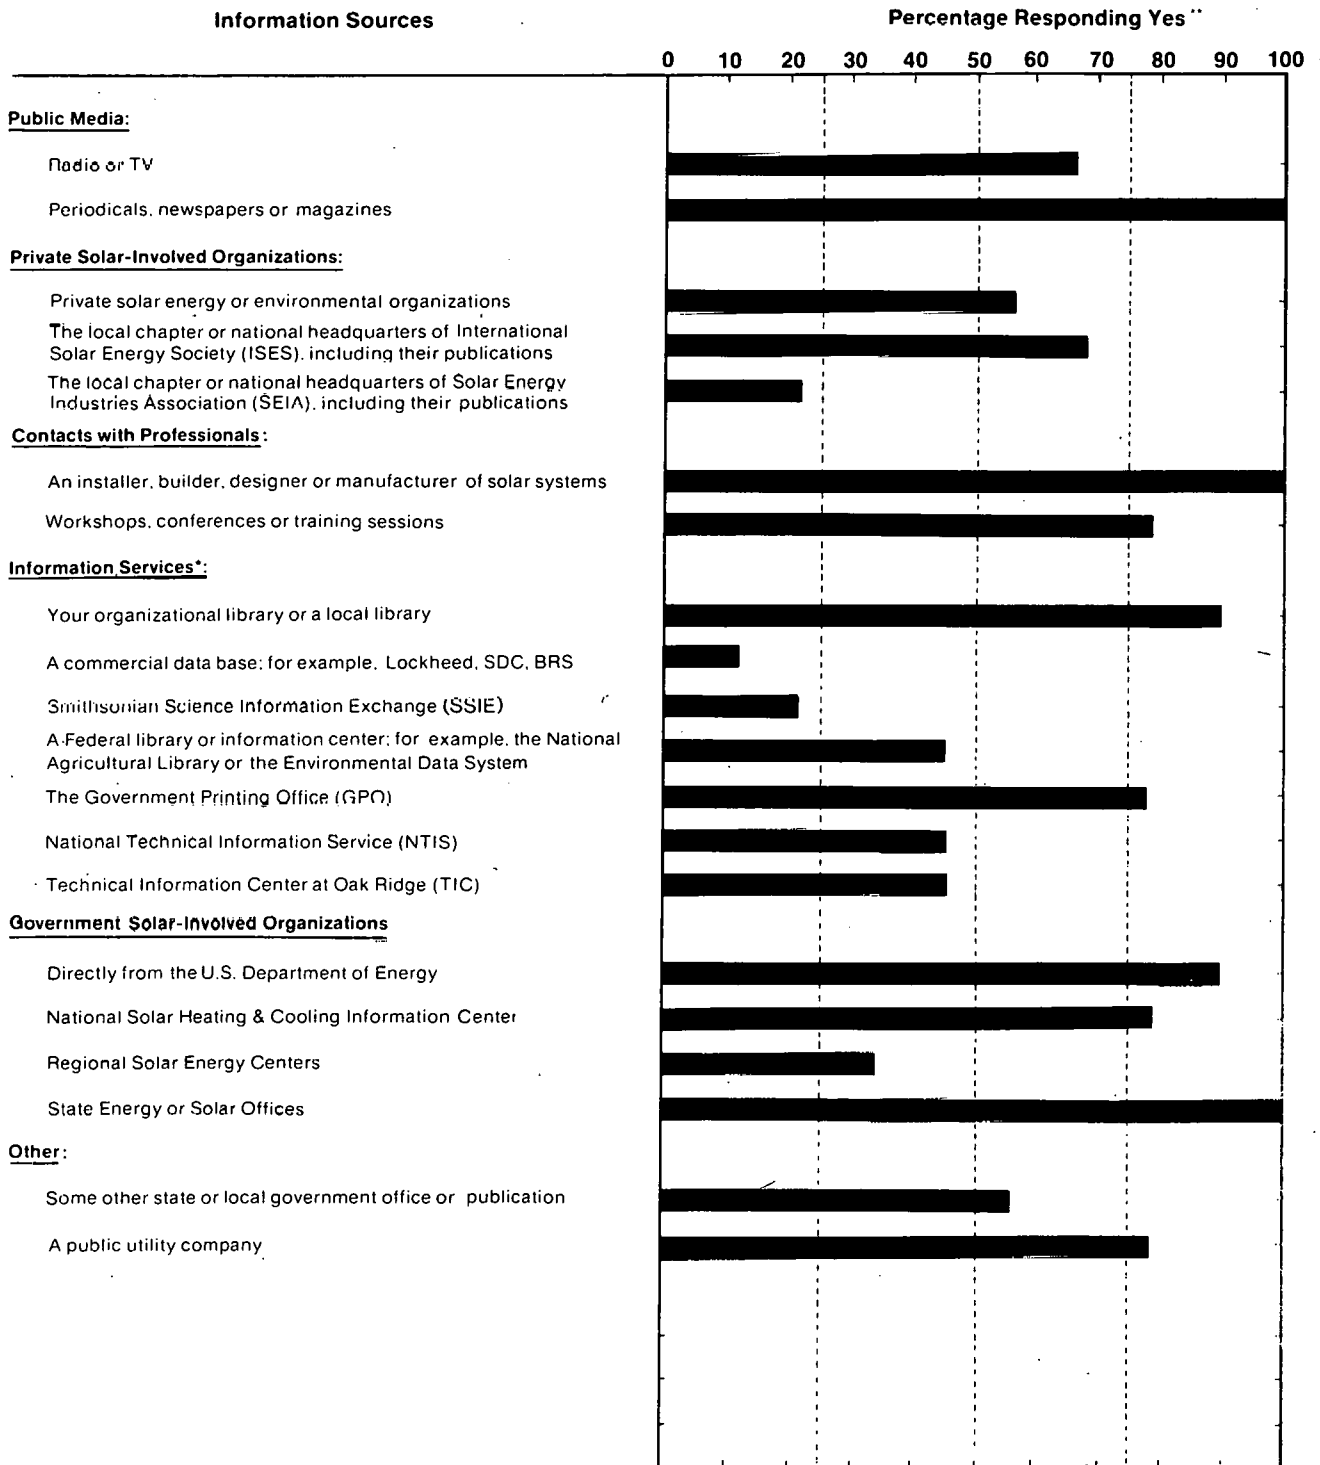 Information Sources
Percentage Responding Yes**
0 10 20 30 40 50 60 70 80 90 100
Public Media:
Radio or TV
Periodicals, newspapers or magazines
Private Solar-Involved Organizations:
Private solar energy or environmental organizations
The local chapter or national headquarters of International
Solar Energy Society (ISES), including their publications
The local chapter or national headquarters of Solar Energy
Industries Association (SEIA), including their publications
Contacts with Professionals:
An installer, builder, designer or manufacturer of solar systems
Workshops, conferences or training sessions
Information Services*:
Your organizational library or a local library
A commercial data base; for example, Lockheed, SDC, BRS
Smithsonian Science Information Exchange (SSIE)
A Federal library or information center; for example, the National
Agricultural Library or the Environmental Data System
The Government Printing Office (GPO)
National Technical Information Service (NTIS)
Technical Information Center at Oak Ridge (TIC)
Government Solar-Involved Organizations
Directly from the U.S. Department of Energy
National Solar Heating & Cooling Information Center
Regional Solar Energy Centers
State Energy or Solar Offices
Other:
Some other state or local government office or publication
A public utility company